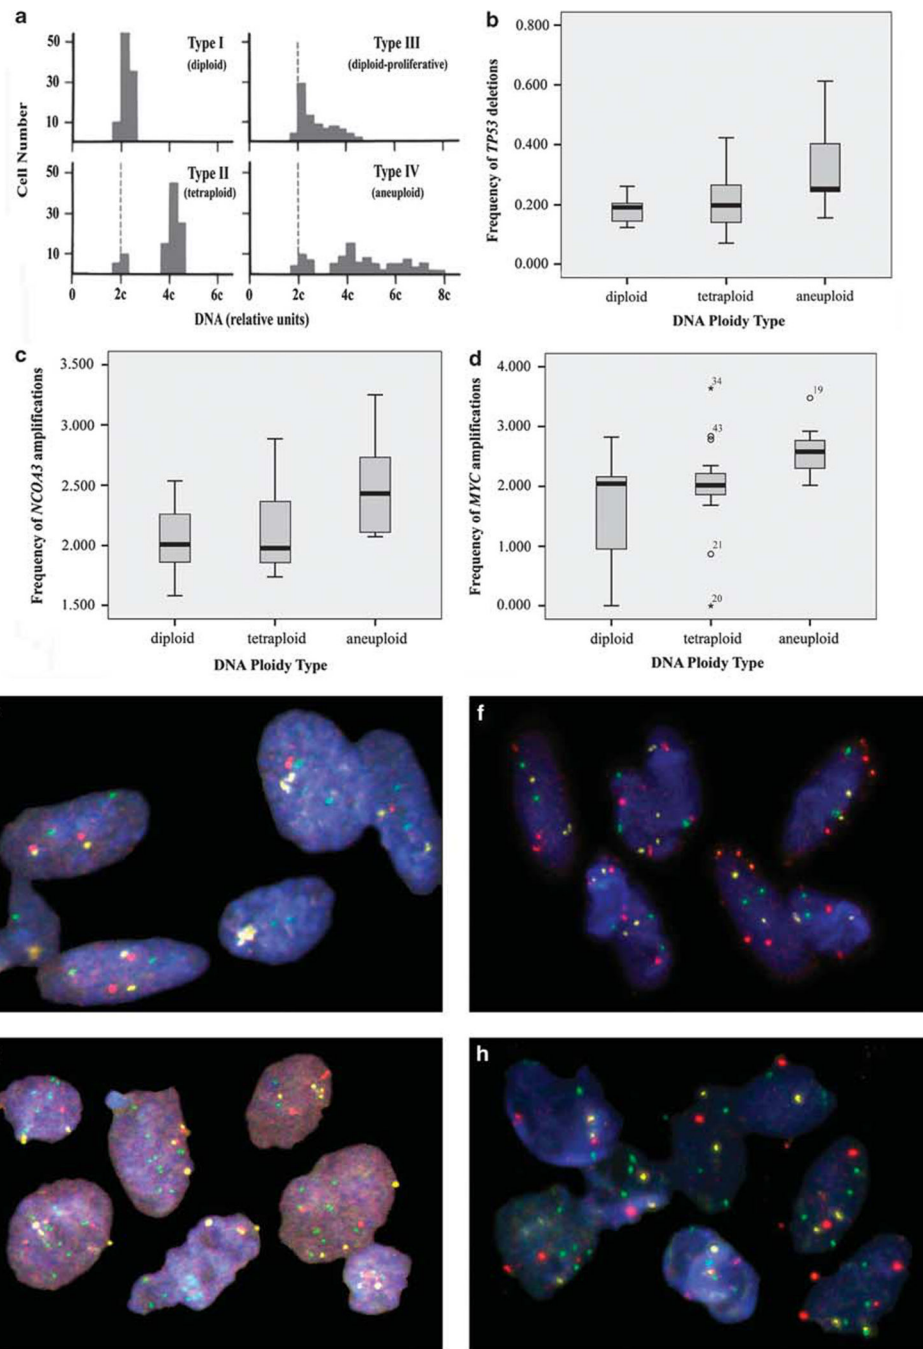 a
50
30
10
Type I
(diploid)
Type III
(diploid-proliferative)
50
30
10
Type II
(tetraploid)
Type IV
(aneuploid)
Cell Number
0 2c 4c 6c 0 2c 4c 6c 8c
DNA (relative units)
b
0.800
0.600
0.400
0.200
0.000
Frequency of TP53 deletions
diploid tetraploid aneuploid
DNA Ploidy Type
c
3.500
3.000
2.500
2.000
1.500
Frequency of NCOA3 amplifications
diploid tetraploid aneuploid
DNA Ploidy Type
d
4.000
3.000
2.000
1.000
0.000
Frequency of MYC amplifications
34
43
21
20
19
diploid tetraploid aneuploid
DNA Ploidy Type
f
h